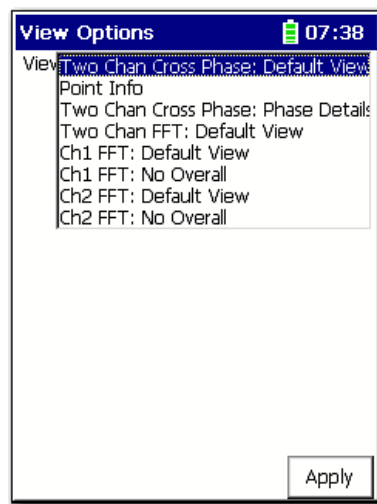 View Options 07:38
View Two Chan Cross Phase: Default View
Point Info
Two Chan Cross Phase: Phase Details
Two Chan FFT: Default View
Ch1 FFT: Default View
Ch1 FFT: No Overall
Ch2 FFT: Default View
Ch2 FFT: No Overall
Apply